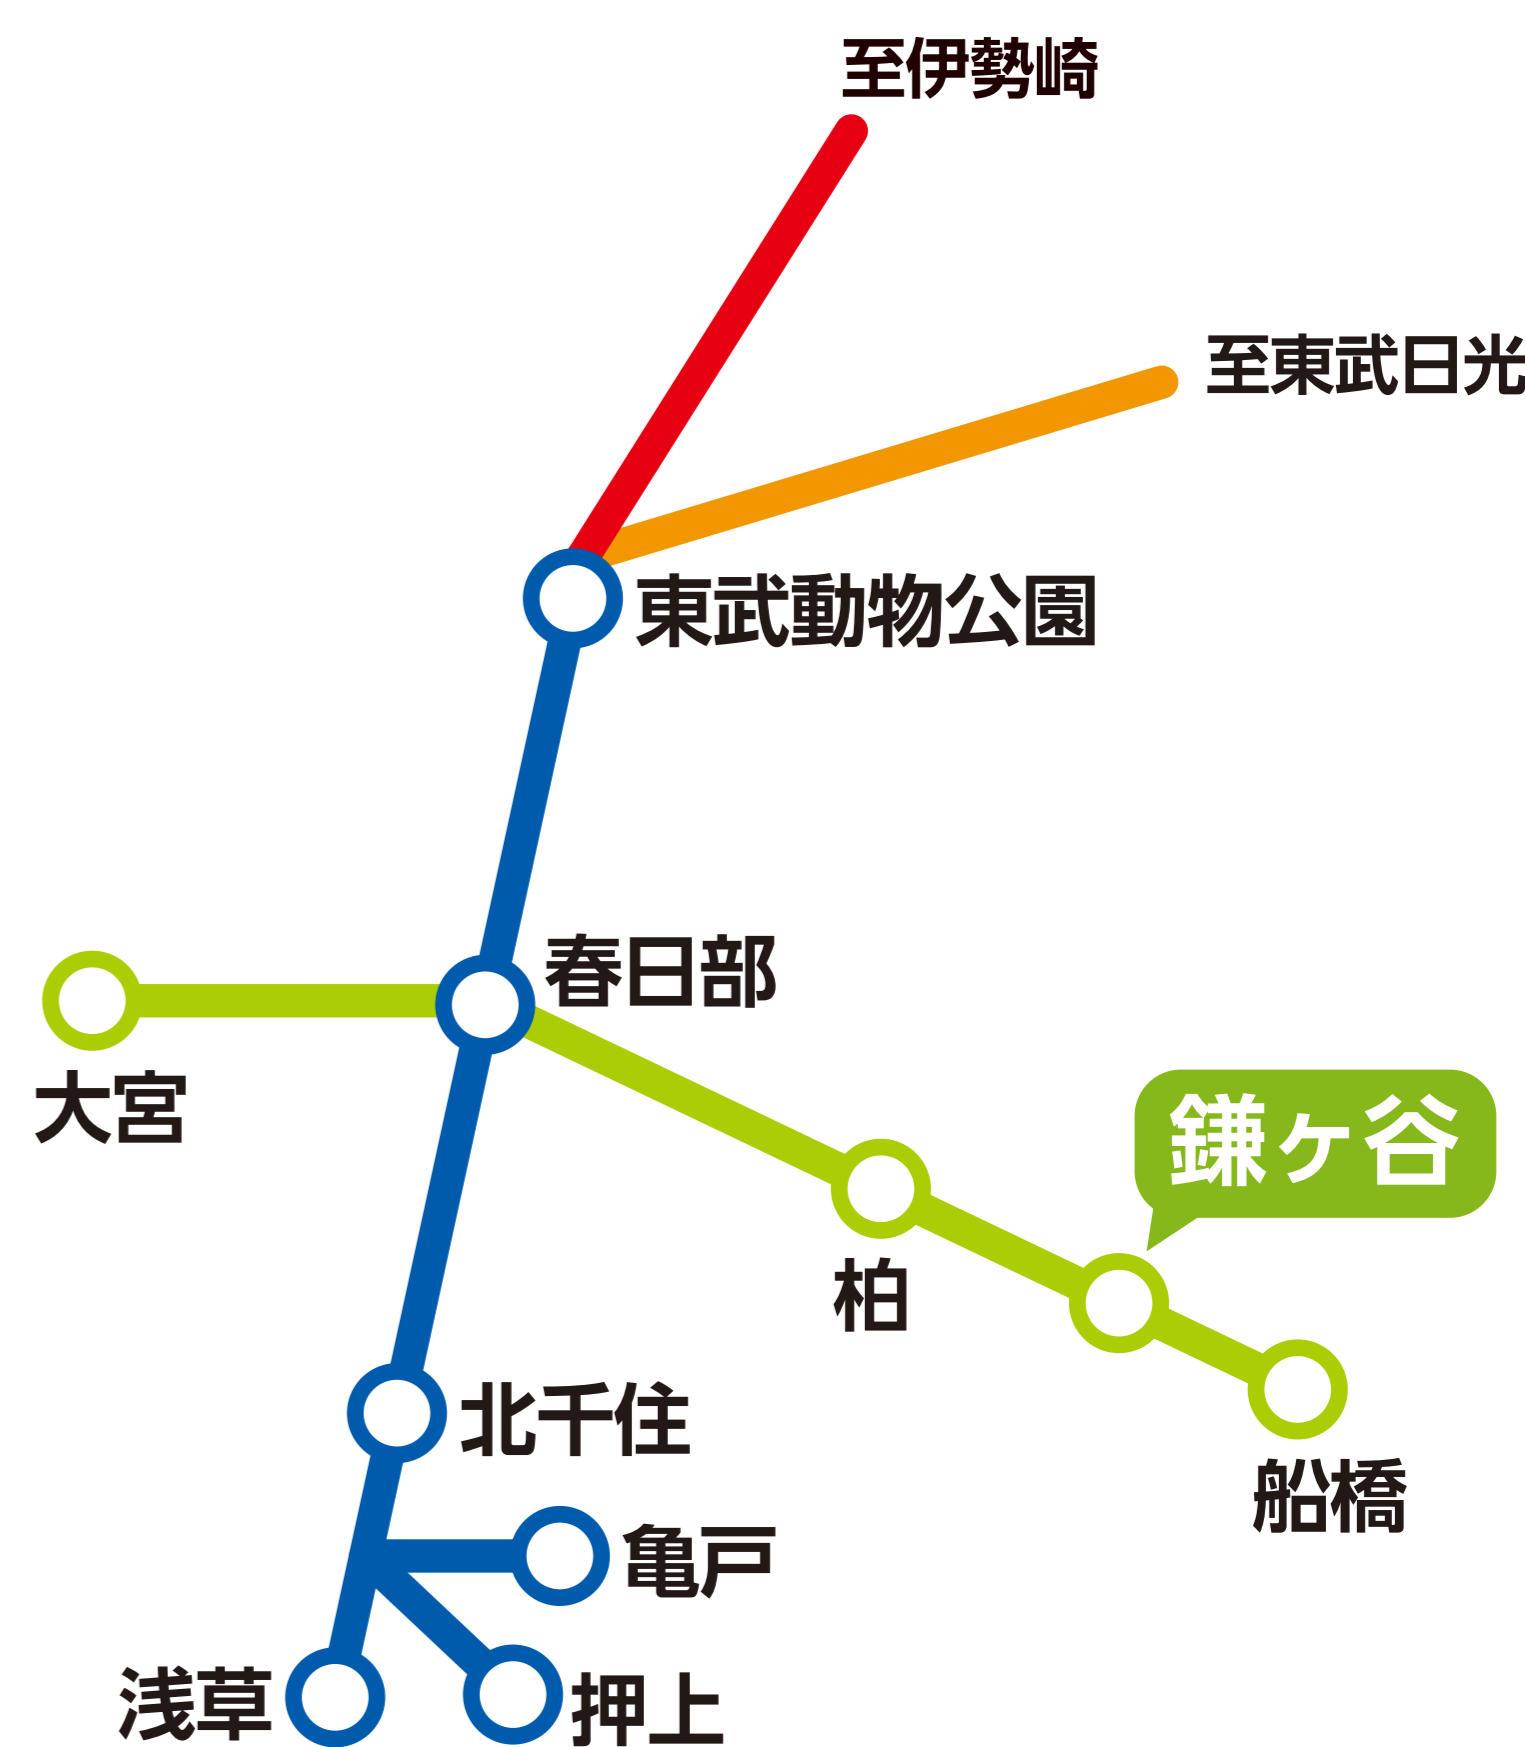 至伊勢崎
至東武日光
東武動物公園
春日部
大宮
鎌ヶ谷
柏
北千住
船橋
亀戸
浅草
押上